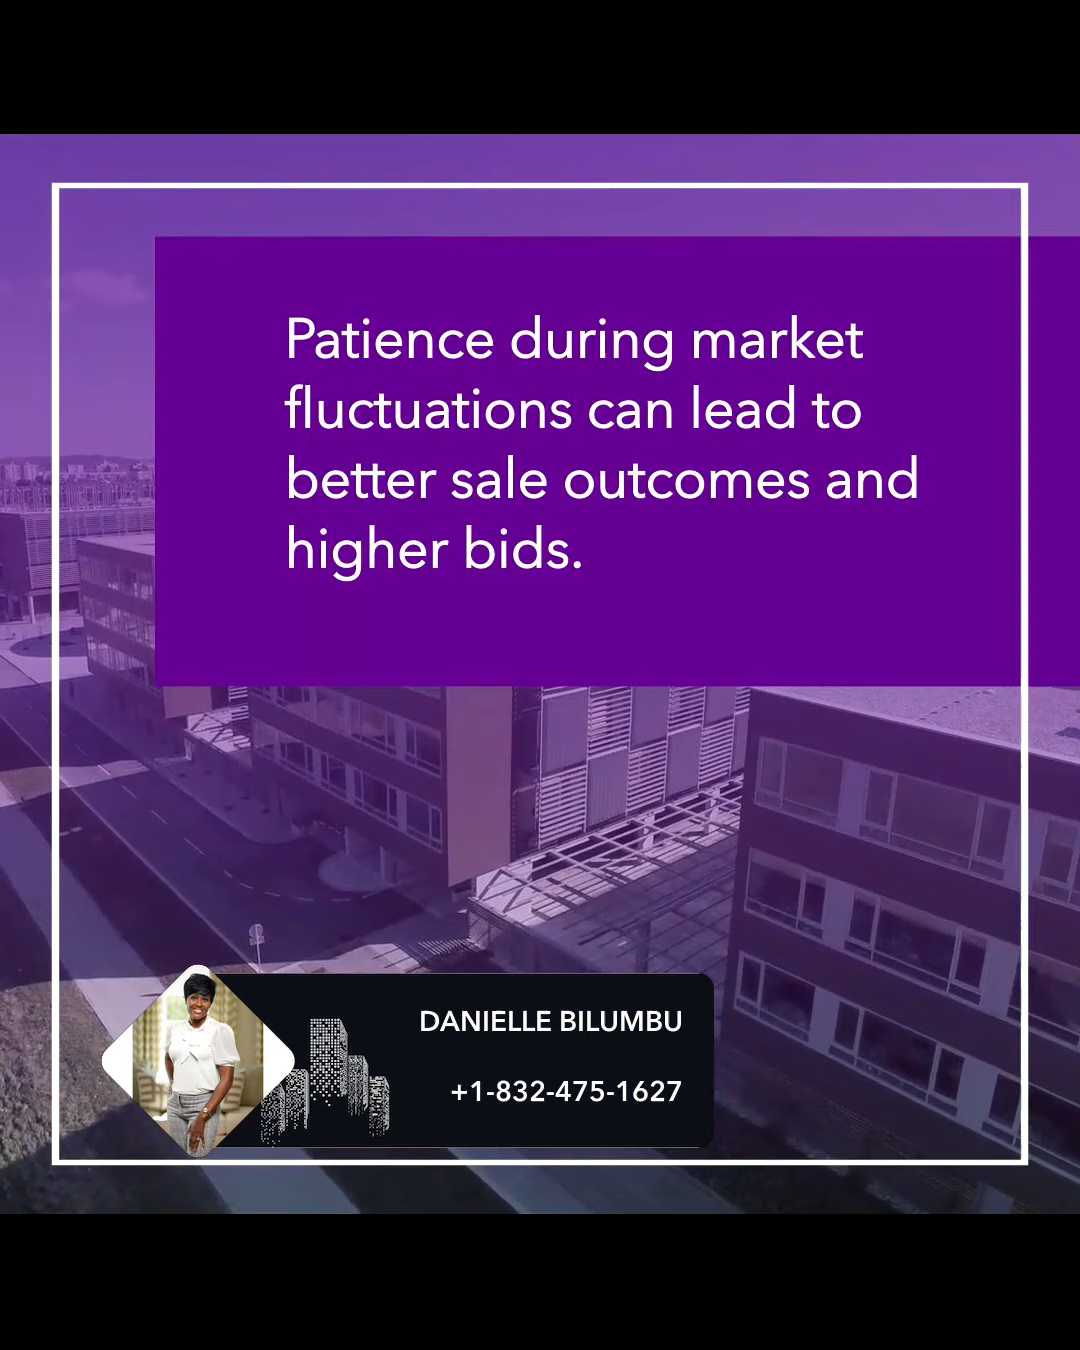 Patience during market
fluctuations can lead to
better sale outcomes and
higher bids.
DANIELLE BILUMBU
+1-832-475-1627